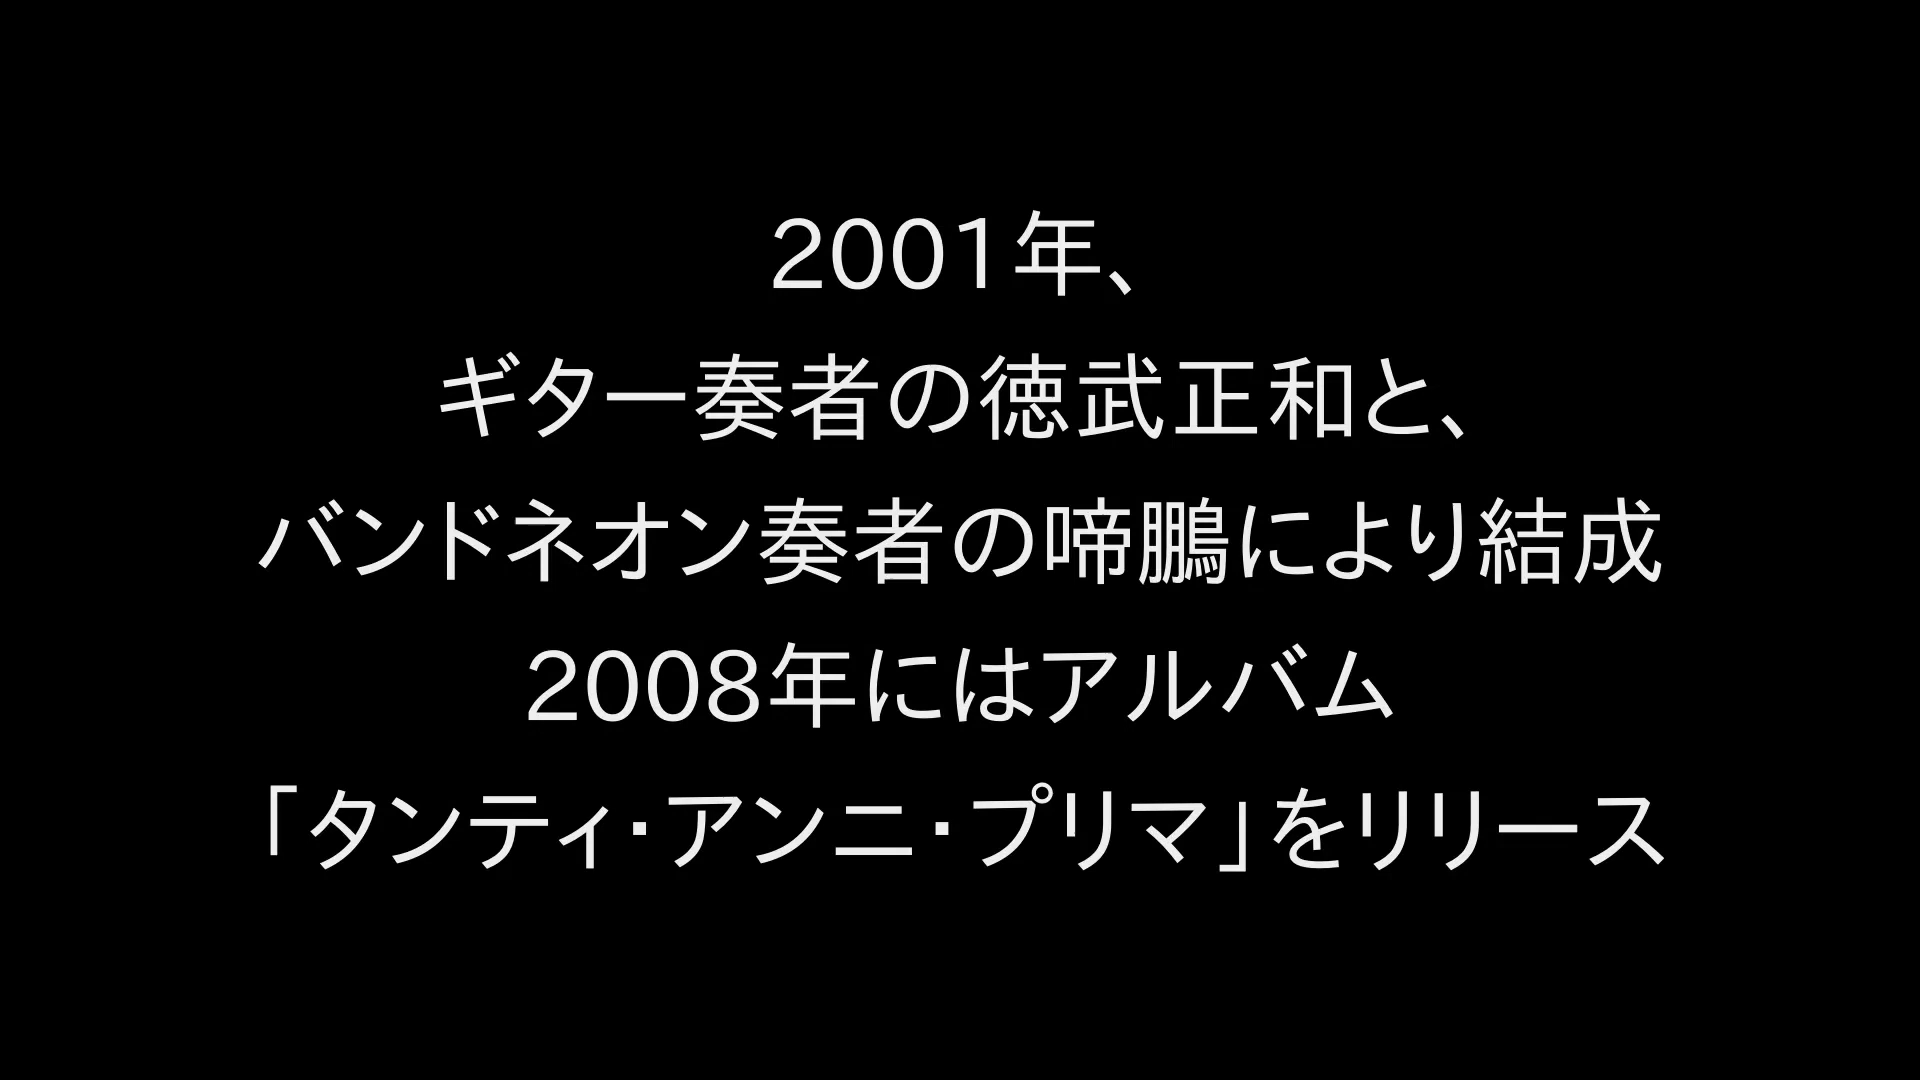 2001年、
ギター奏者の徳武正和と、
バンドネオン奏者の啼鵬により結成
2008年にはアルバム
「タンティ・アンニ・プリマ」をリリース